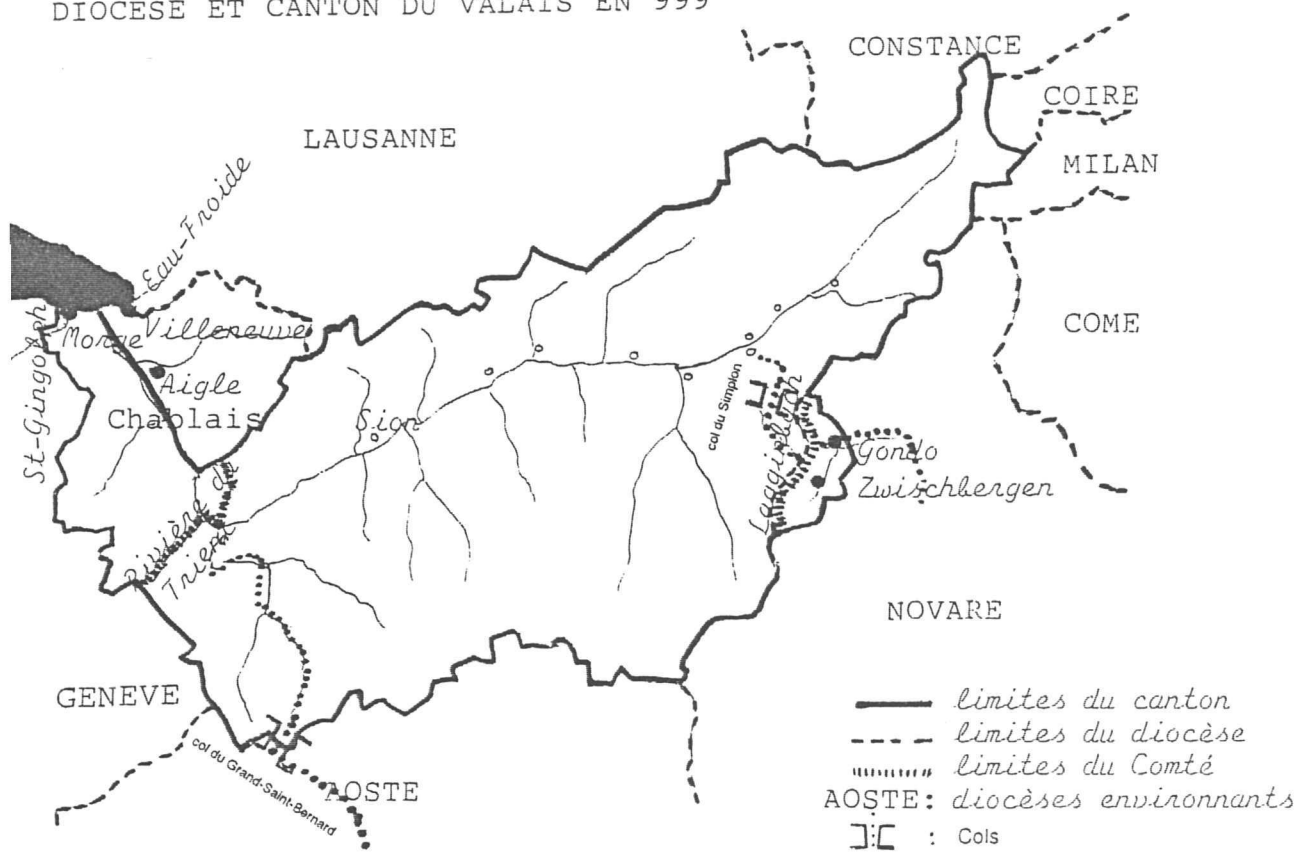 DIOCESE ET CANTON DU VALAIS EN 999
CONSTANCE
COIRE
LAUSANNE
MILAN
Eau-Froide
COME
St-Gingolph
Morge
Villeneuve
Aigle
Chablais
Sion
col du Simplon
Gondo
Zwischbergen
Rivière du
Trient
NOVARE
GENEVE
col du Grand-Saint-Bernard
AOSTE
limites du canton
limites du diocèse
limites du Comté
AOSTE: diocèses environnants
: Cols